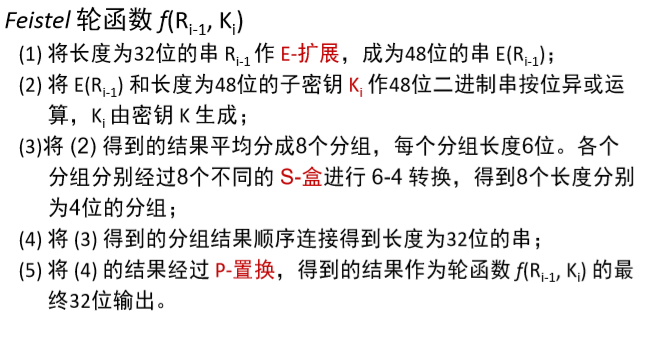 Feistel 轮函数 f(Ri-1, Ki)
(1) 将长度为32位的串 Ri-1 作 E-扩展，成为48位的串 E(Ri-1)；
(2) 将 E(Ri-1) 和长度为48位的子密钥 Ki 作48位二进制串按位异或运
算，Ki 由密钥 K 生成；
(3)将 (2) 得到的结果平均分成8个分组，每个分组长度6位。各个
分组分别经过8个不同的 S-盒进行 6-4 转换，得到8个长度分别
为4位的分组；
(4) 将 (3) 得到的分组结果顺序连接得到长度为32位的串；
(5) 将 (4) 的结果经过 P-置换，得到的结果作为轮函数 f(Ri-1, Ki) 的最
终32位输出。